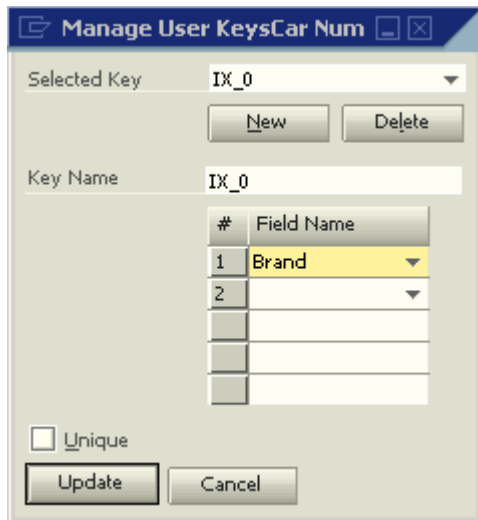 Manage User KeysCar Num
Selected Key IX_0
New Delete
Key Name IX_0
# Field Name
1 Brand
2
Unique
Update Cancel